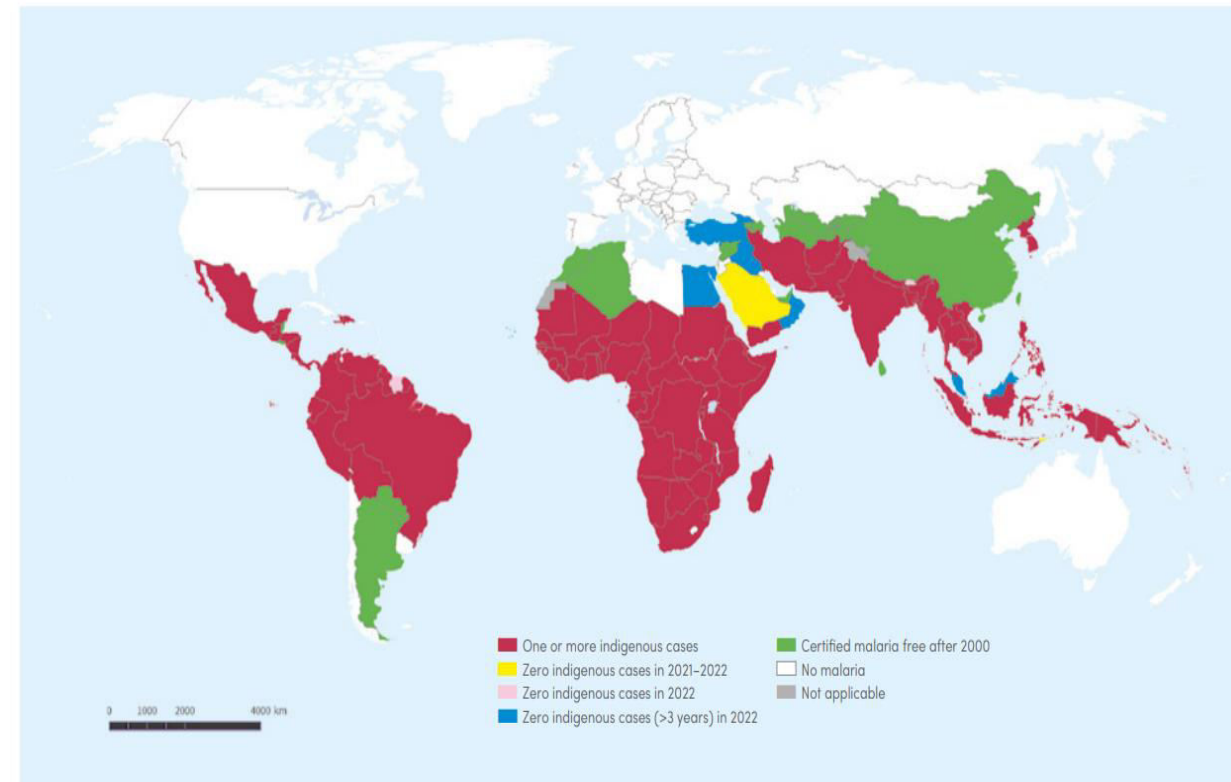 One or more indigenous cases
Zero indigenous cases in 2021–2022
Zero indigenous cases in 2022
Zero indigenous cases (>3 years) in 2022
Certified malaria free after 2000
No malaria
Not applicable
0 1000 2000 4000 km